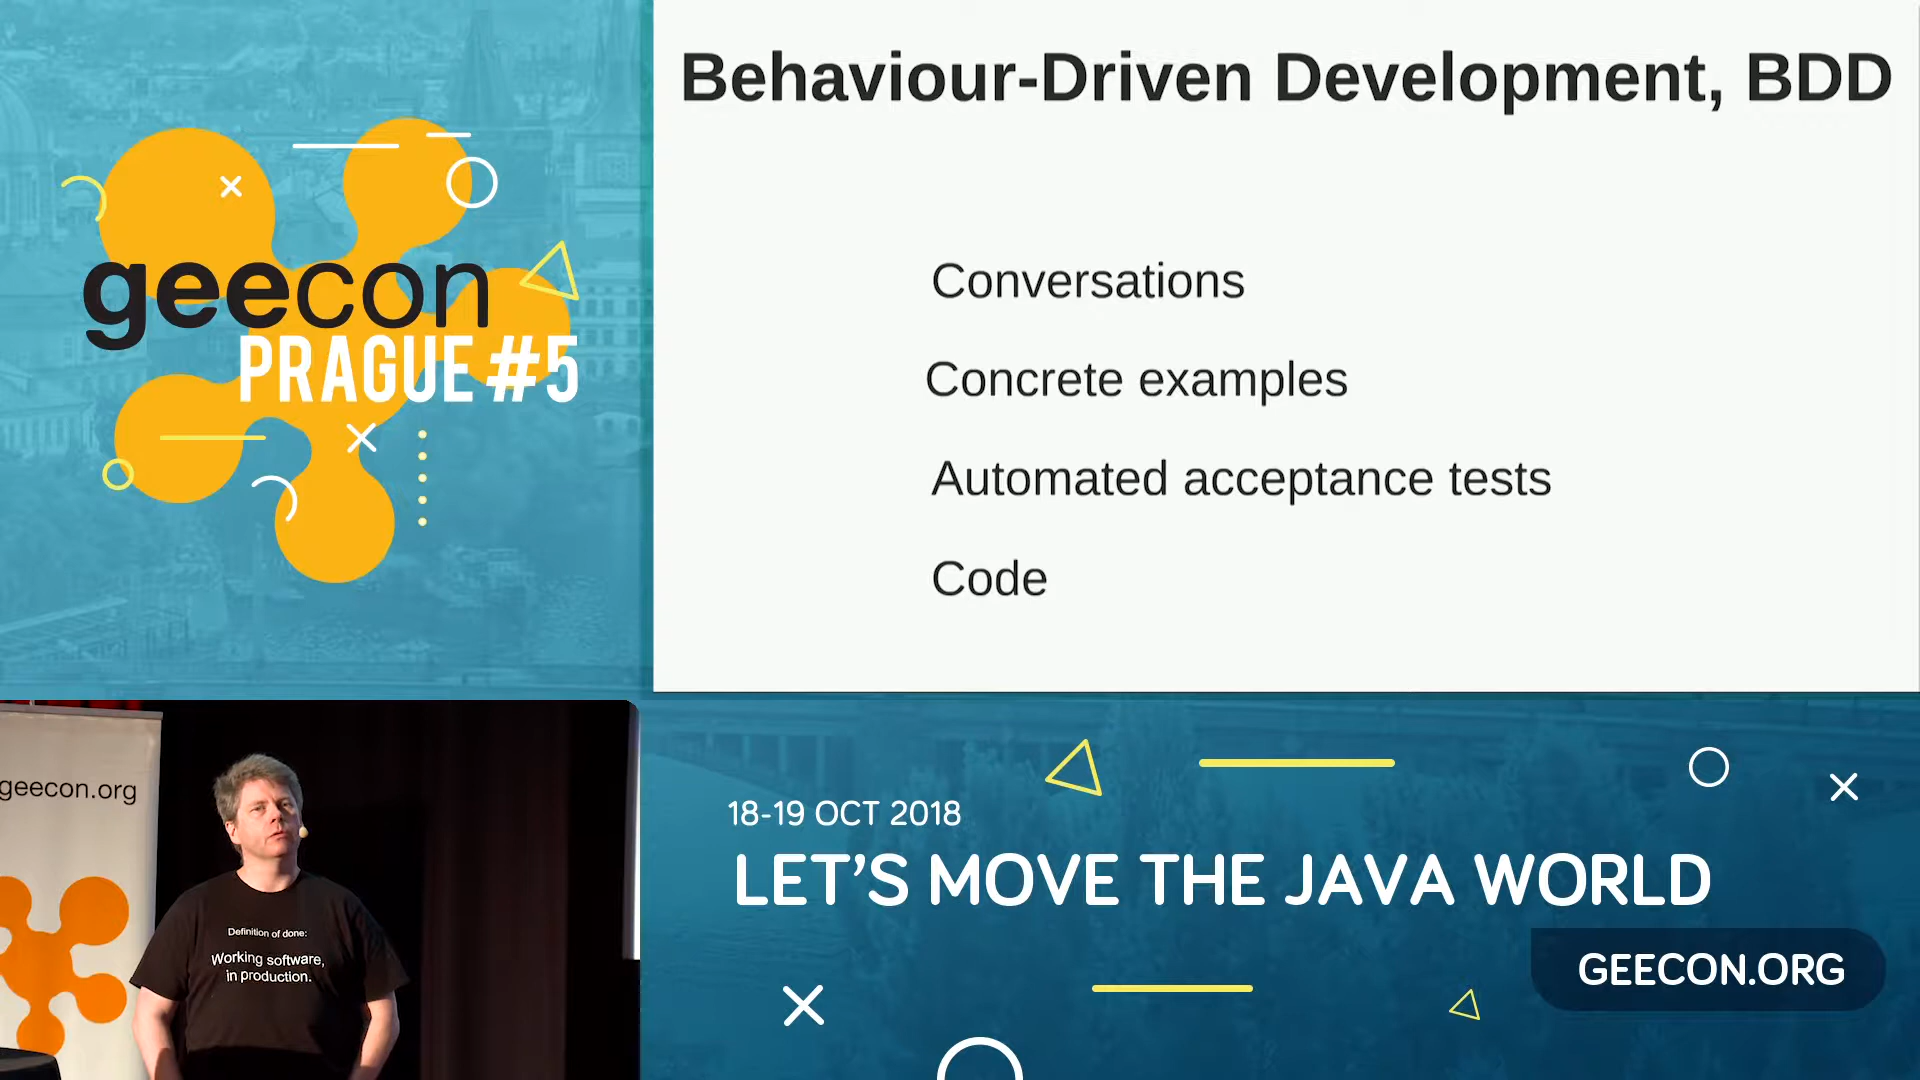 geecon
PRAGUE #5
Behaviour-Driven Development, BDD
Conversations
Concrete examples
Automated acceptance tests
Code
geecon.org
Definition of done:
Working software,
in production.
18-19 OCT 2018
LET'S MOVE THE JAVA WORLD
GEECON.ORG